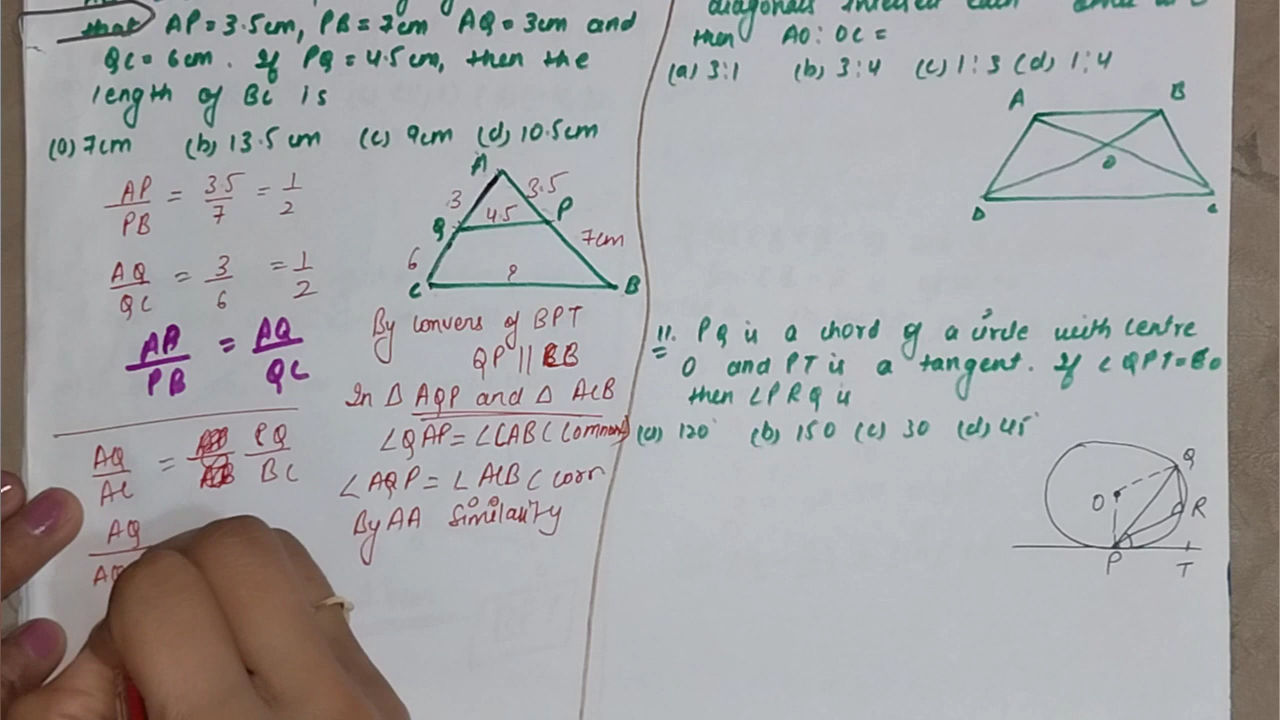 that AP = 3.5cm, PB = 7cm AQ = 3cm and
QC = 6cm. If PQ = 4.5cm, then the
length of BC is
(a) 7cm (b) 13.5 cm (c) 9cm (d) 10.5cm
AP/PB = 35/7 = 1/2
AQ/QC = 3/6 = 1/2
AP/PB = AQ/QC
A
3 3.5
Q 4.5 P
6 7cm
C ? B
By convers of BPT
QP || CB
In Δ AQP and Δ ACB
∠QAP = ∠CAB (Common)
∠AQP = ∠ACB (corr
By AA Similarity
AQ/AC = PQ/BC
AQ
diagonals each
then AO : OC =
(a) 3:1 (b) 3:4 (c) 1:3 (d) 1:4
A B
O
D C
11. PQ is a chord of a circle with centre
O and PT is a tangent. If ∠QPT = 60
then ∠PRQ is
(a) 120° (b) 150 (c) 30 (d) 45°
Q
O R
P T